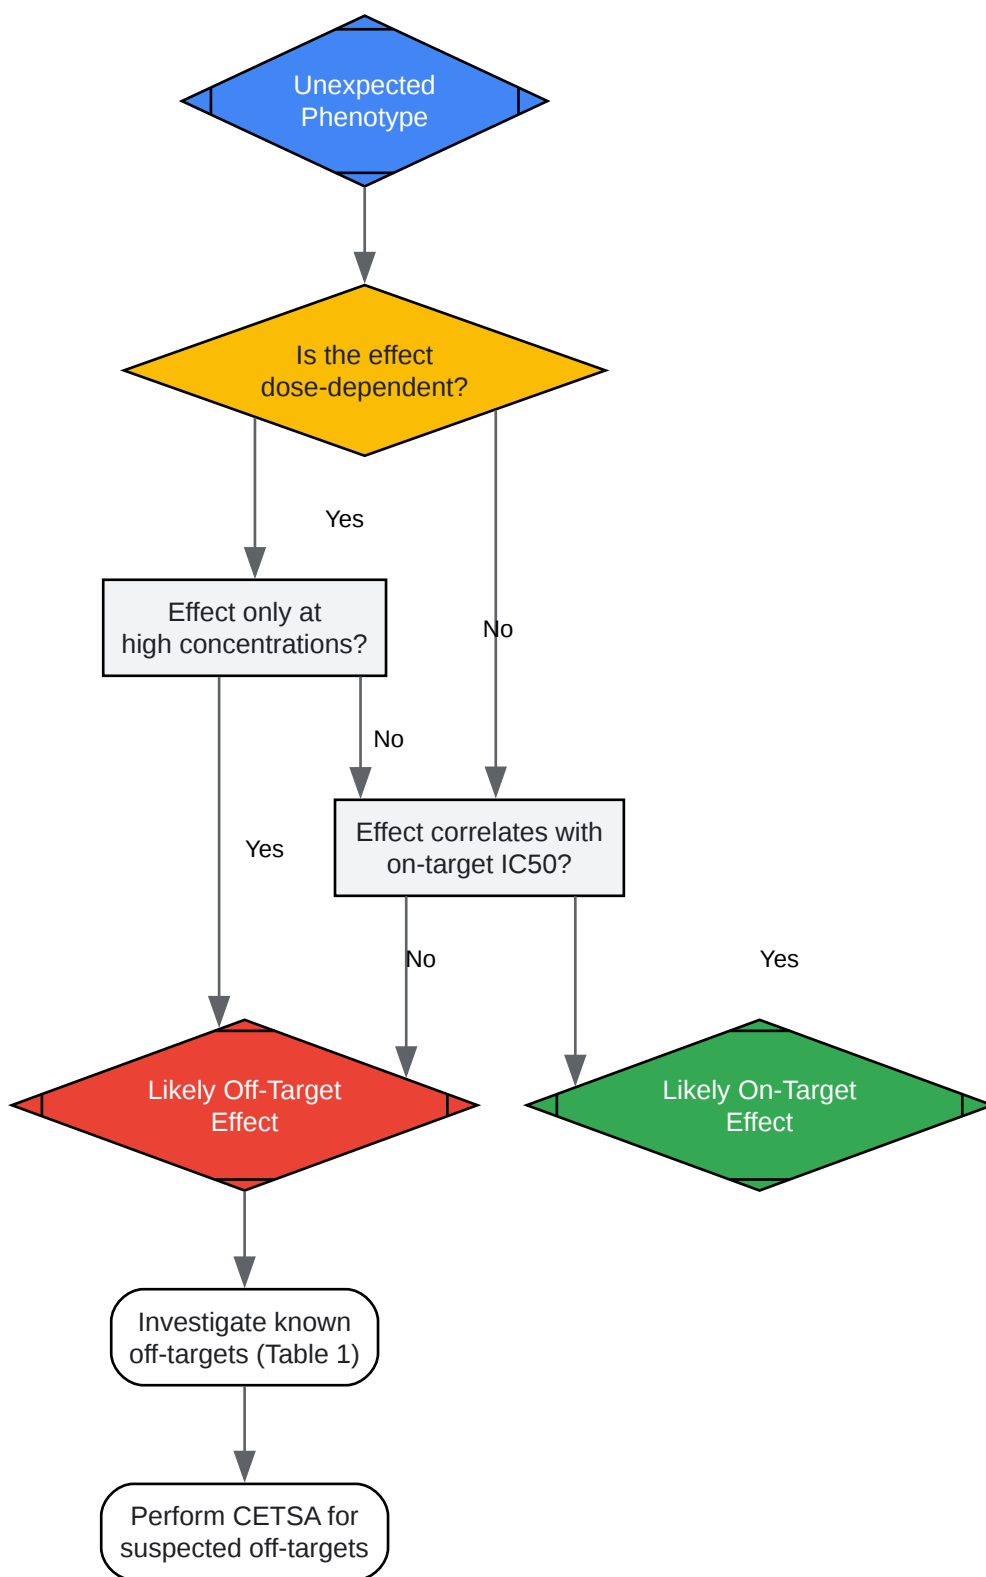 Unexpected
Phenotype
Is the effect
dose-dependent?
Yes
Effect only at
high concentrations?
No
No
Yes
Effect correlates with
on-target IC50?
No
Yes
Likely Off-Target
Effect
Likely On-Target
Effect
Investigate known
off-targets (Table 1)
Perform CETSA for
suspected off-targets